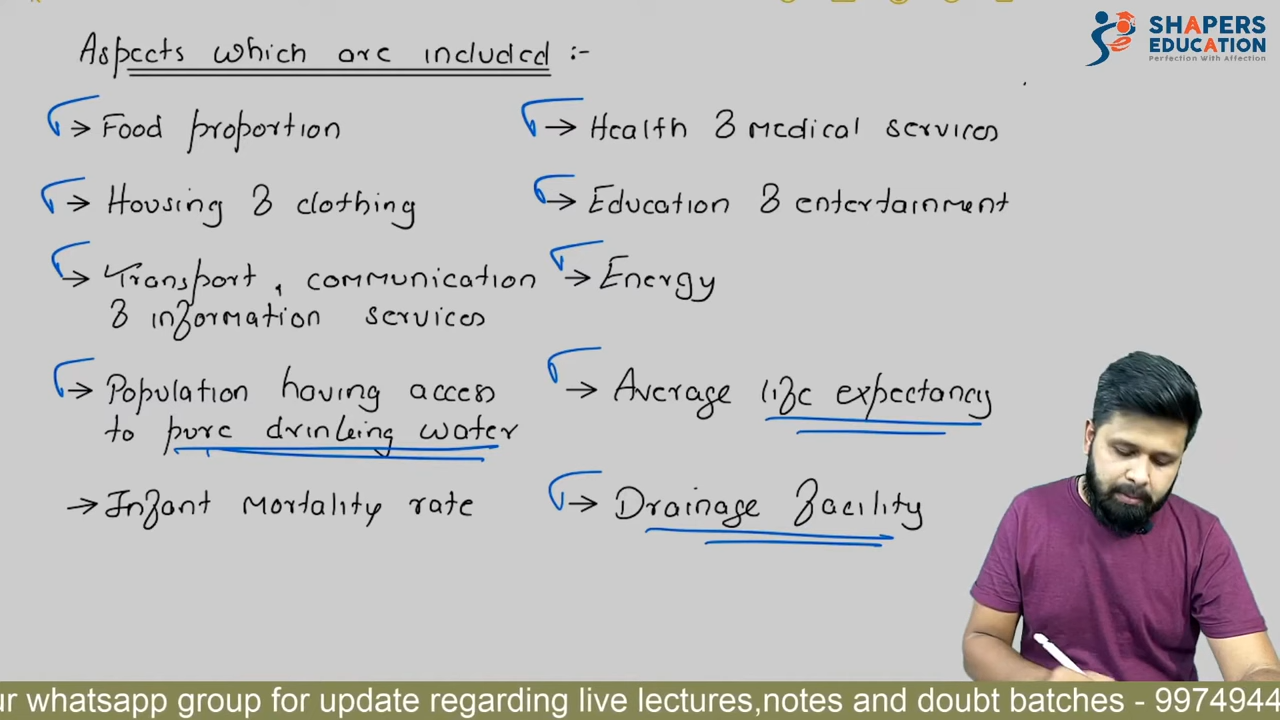 SHAPERS
EDUCATION
Perfection With Affection
Aspects which are included :-
→ Food proportion
→ Health & medical services
→ Housing & clothing
→ Education & entertainment
→ Transport, communication
& information services
→ Energy
→ Population having access
to pure drinking water
→ Average life expectancy
→ Infant mortality rate
→ Drainage facility
ur whatsapp group for update regarding live lectures,notes and doubt batches - 9974944